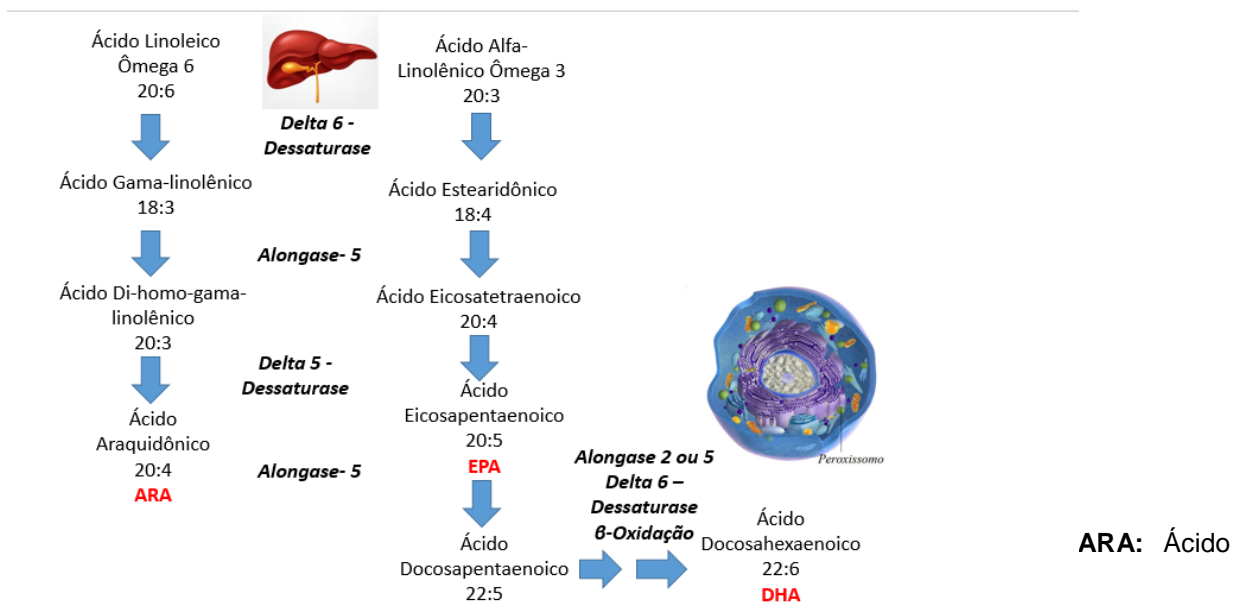 Ácido Linoleico
Ômega 6
20:6
Ácido Alfa-
Linolênico Ômega 3
20:3
Delta 6 -
Dessaturase
Ácido Gama-linolênico
18:3
Ácido Estearidônico
18:4
Alongase- 5
Ácido Di-homo-gama-
linolênico
20:3
Ácido Eicosatetraenoico
20:4
Delta 5 -
Dessaturase
Ácido
Araquidônico
20:4
ARA
Ácido
Eicosapentaenoico
20:5
EPA
Alongase- 5
Alongase 2 ou 5
Delta 6 –
Dessaturase
β-Oxidação
Peroxissomo
Ácido
Docosapentaenoico
22:5
Ácido
Docosahexaenoico
22:6
DHA
ARA: Ácido